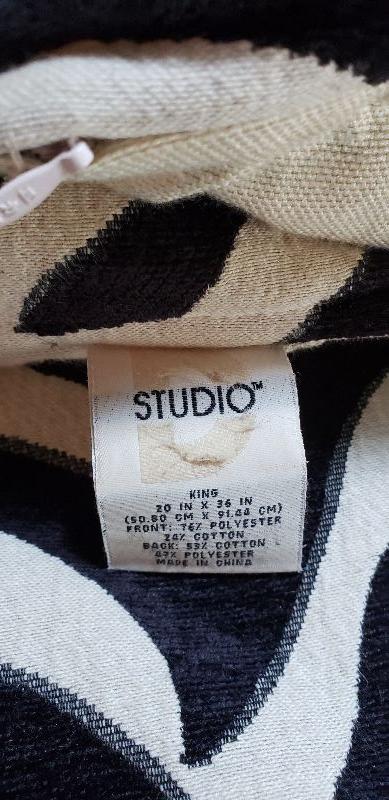 STUDIO™
KING
20 IN X 36 IN
(50.80 CM X 91.44 CM)
FRONT: 76% POLYESTER
24% COTTON
BACK: 53% COTTON
47% POLYESTER
MADE IN CHINA